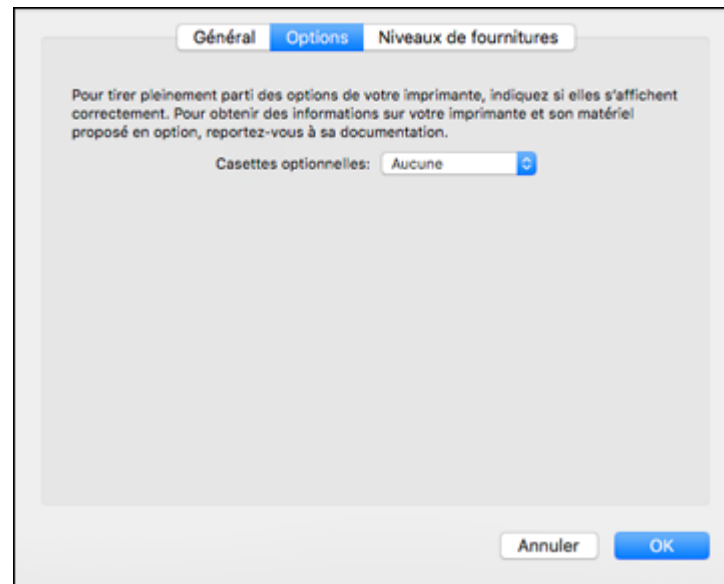 Général Options Niveaux de fournitures
Pour tirer pleinement parti des options de votre imprimante, indiquez si elles s'affichent
correctement. Pour obtenir des informations sur votre imprimante et son matériel
proposé en option, reportez-vous à sa documentation.
Casettes optionnelles: Aucune
Annuler OK